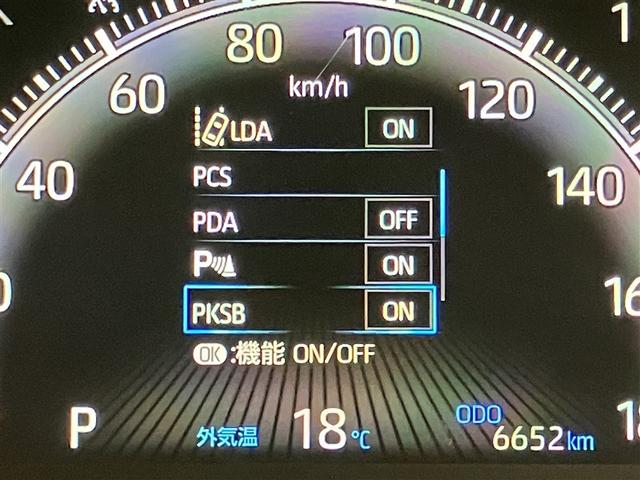 80 100
km/h
60 120
LDA ON
40 PCS 140
PDA OFF
P ON
PKSB ON
OK:機能 ON/OFF
P 外気温 18℃ ODO 6652km